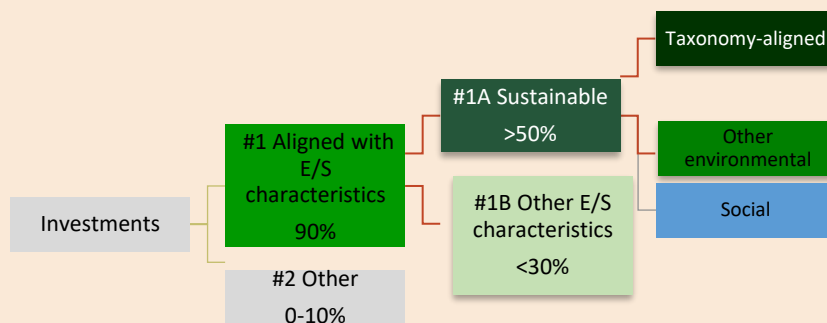 Taxonomy-aligned
#1A Sustainable
>50%
#1 Aligned with
E/S
characteristics
90%
Other
environmental
#1B Other E/S
characteristics
<30%
Social
Investments
#2 Other
0-10%